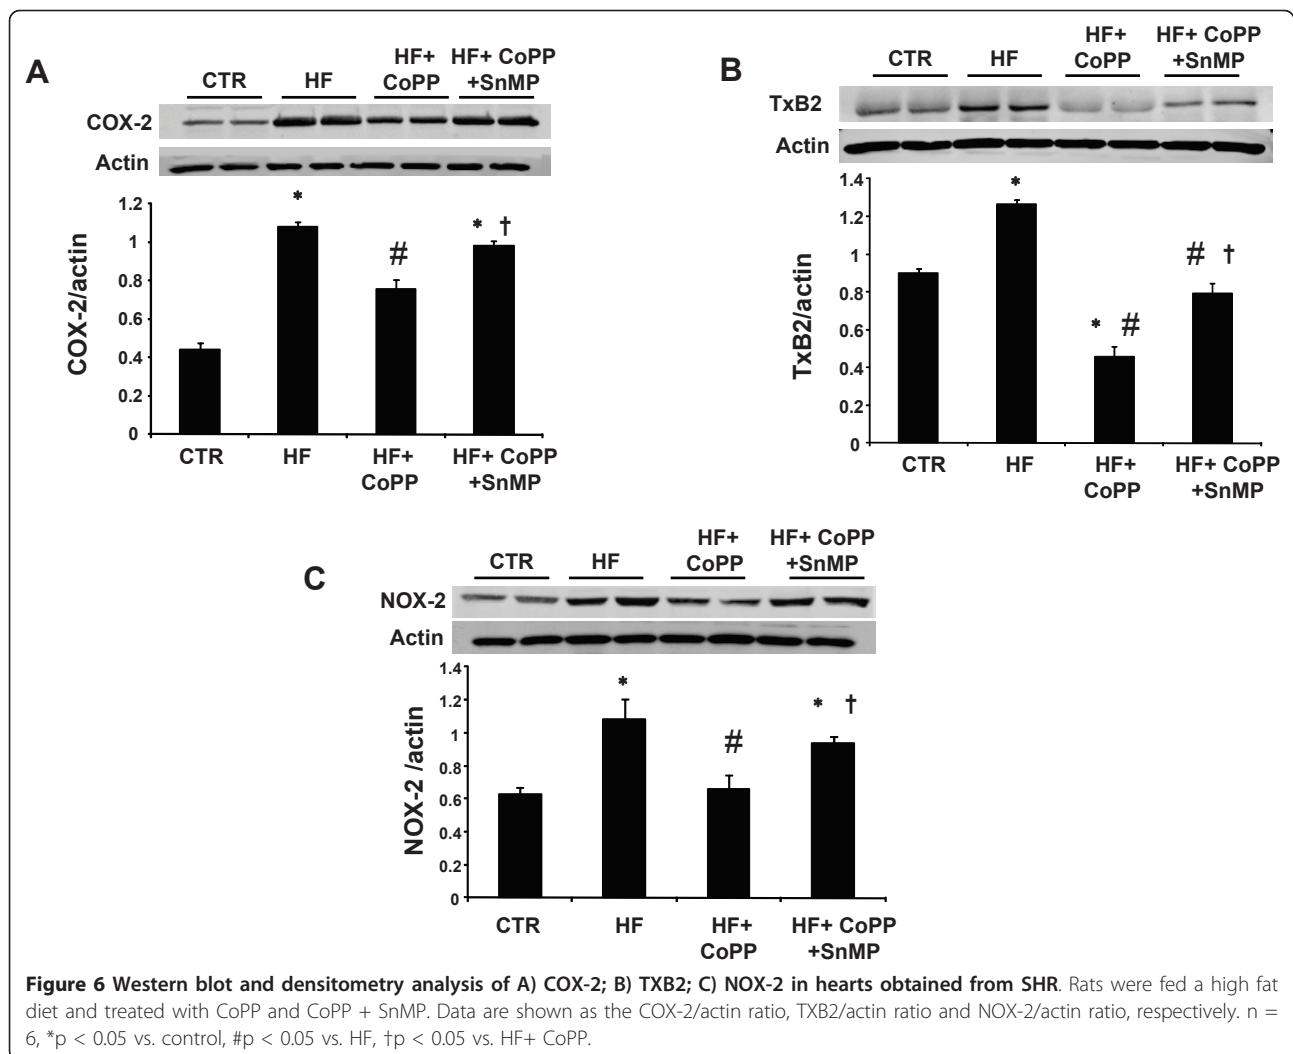 A
CTR HF HF+ CoPP HF+ CoPP +SnMP
COX-2
Actin
COX-2/actin
1.2
1
0.8
0.6
0.4
0.2
0
*
#
* †
CTR HF HF+ CoPP HF+ CoPP +SnMP
B
CTR HF HF+ CoPP HF+ CoPP +SnMP
TxB2
Actin
TxB2/actin
1.4
1.2
1
0.8
0.6
0.4
0.2
0
*
* #
# †
CTR HF HF+ CoPP HF+ CoPP +SnMP
C
CTR HF HF+ CoPP HF+ CoPP +SnMP
NOX-2
Actin
NOX-2 /actin
1.4
1.2
1
0.8
0.6
0.4
0.2
0
*
#
* †
CTR HF HF+ CoPP HF+ CoPP +SnMP
Figure 6 Western blot and densitometry analysis of A) COX-2; B) TXB2; C) NOX-2 in hearts obtained from SHR. Rats were fed a high fat
diet and treated with CoPP and CoPP + SnMP. Data are shown as the COX-2/actin ratio, TXB2/actin ratio and NOX-2/actin ratio, respectively. n =
6, *p < 0.05 vs. control, #p < 0.05 vs. HF, †p < 0.05 vs. HF+ CoPP.